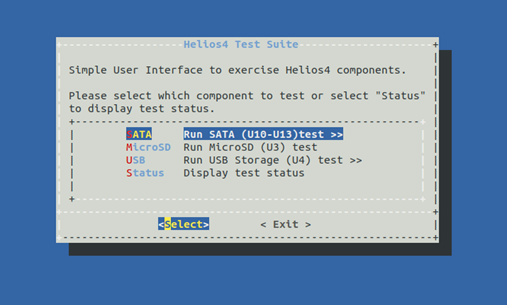 Helios4 Test Suite
Simple User Interface to exercise Helios4 components.
Please select which component to test or select "Status"
to display test status.
SATA Run SATA (U10-U13)test >>
MicroSD Run MicroSD (U3) test
USB Run USB Storage (U4) test >>
Status Display test status
<Select> < Exit >